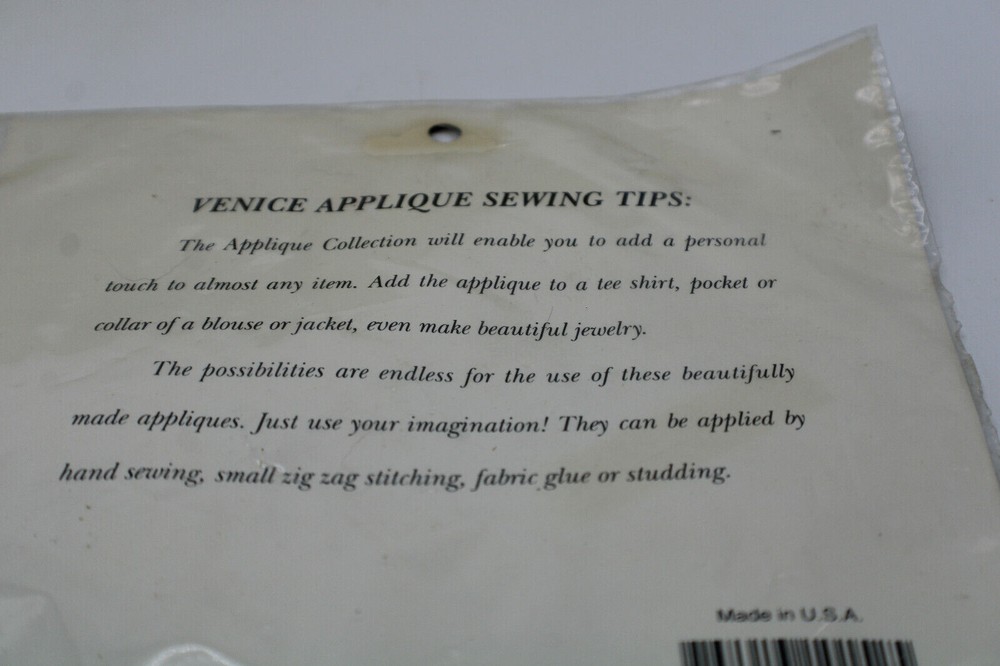 VENICE APPLIQUE SEWING TIPS:
The Applique Collection will enable you to add a personal
touch to almost any item. Add the applique to a tee shirt, pocket or
collar of a blouse or jacket, even make beautiful jewelry.
The possibilities are endless for the use of these beautifully
made appliques. Just use your imagination! They can be applied by
hand sewing, small zig zag stitching, fabric glue or studding.
Made in U.S.A.